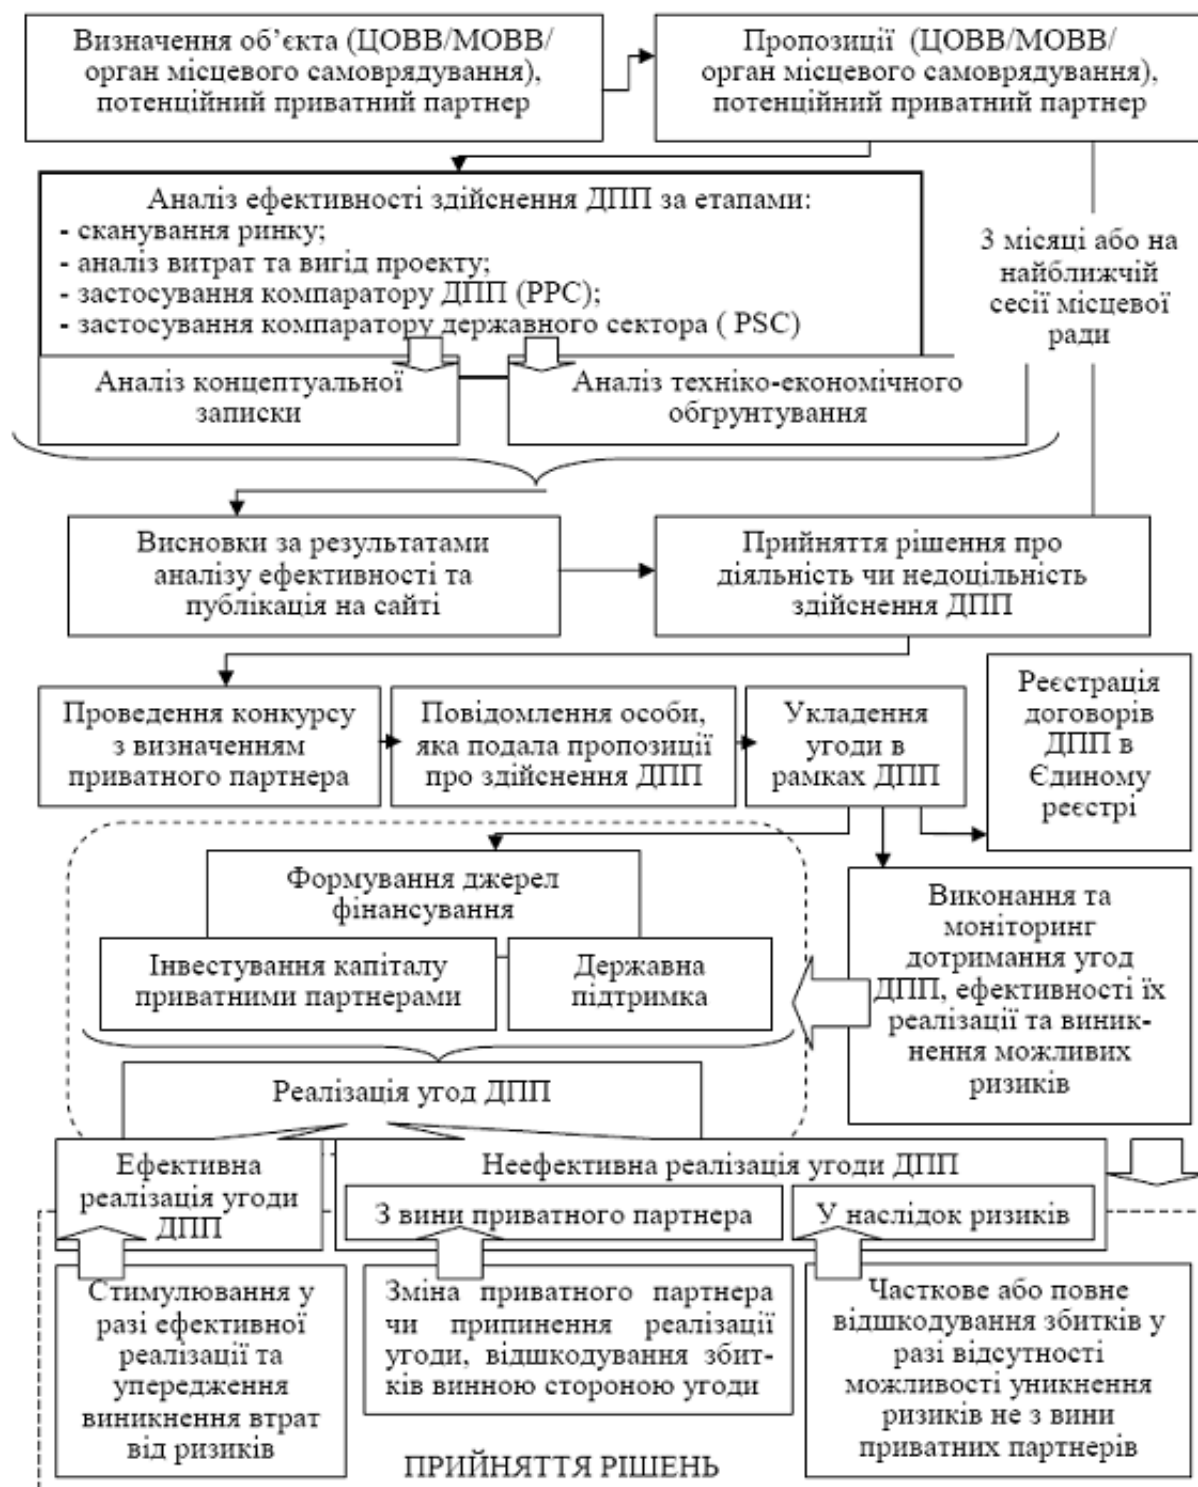 Визначення об’єкта (ЦОВВ/МОВВ/
орган місцевого самоврядування),
потенційний приватний партнер
Пропозиції (ЦОВВ/МОВВ/
орган місцевого самоврядування),
потенційний приватний партнер
Аналіз ефективності здійснення ДПП за етапами:
- сканування ринку;
- аналіз витрат та вигід проекту;
- застосування компаратору ДПП (PPC);
- застосування компаратору державного сектора ( PSC)
3 місяці або на
найближчій
сесії місцевої
ради
Аналіз концептуальної
записки
Аналіз техніко-економічного
обгрунтування
Висновки за результатами
аналізу ефективності та
публікація на сайті
Прийняття рішення про
діяльність чи недоцільність
здійснення ДПП
Проведення конкурсу
з визначенням
приватного партнера
Повідомлення особи,
яка подала пропозиції
про здійснення ДПП
Укладення
угоди в
рамках ДПП
Реєстрація
договорів
ДПП в
Єдиному
реєстрі
Формування джерел
фінансування
Інвестування капіталу
приватними партнерами
Державна
підтримка
Виконання та
моніторинг
дотримання угод
ДПП, ефективності їх
реалізації та виник-
нення можливих
ризиків
Реалізація угод ДПП
Ефективна
реалізація угоди
ДПП
Неефективна реалізація угоди ДПП
З вини приватного партнера
У наслідок ризиків
Стимулювання у
разі ефективної
реалізації та
упередження
виникнення втрат
від ризиків
Зміна приватного партнера
чи припинення реалізації
угоди, відшкодування збит-
ків винною стороною угоди
Часткове або повне
відшкодування збитків у
разі відсутності
можливості уникнення
ризиків не з вини
приватних партнерів
ПРИЙНЯТТЯ РІШЕНЬ